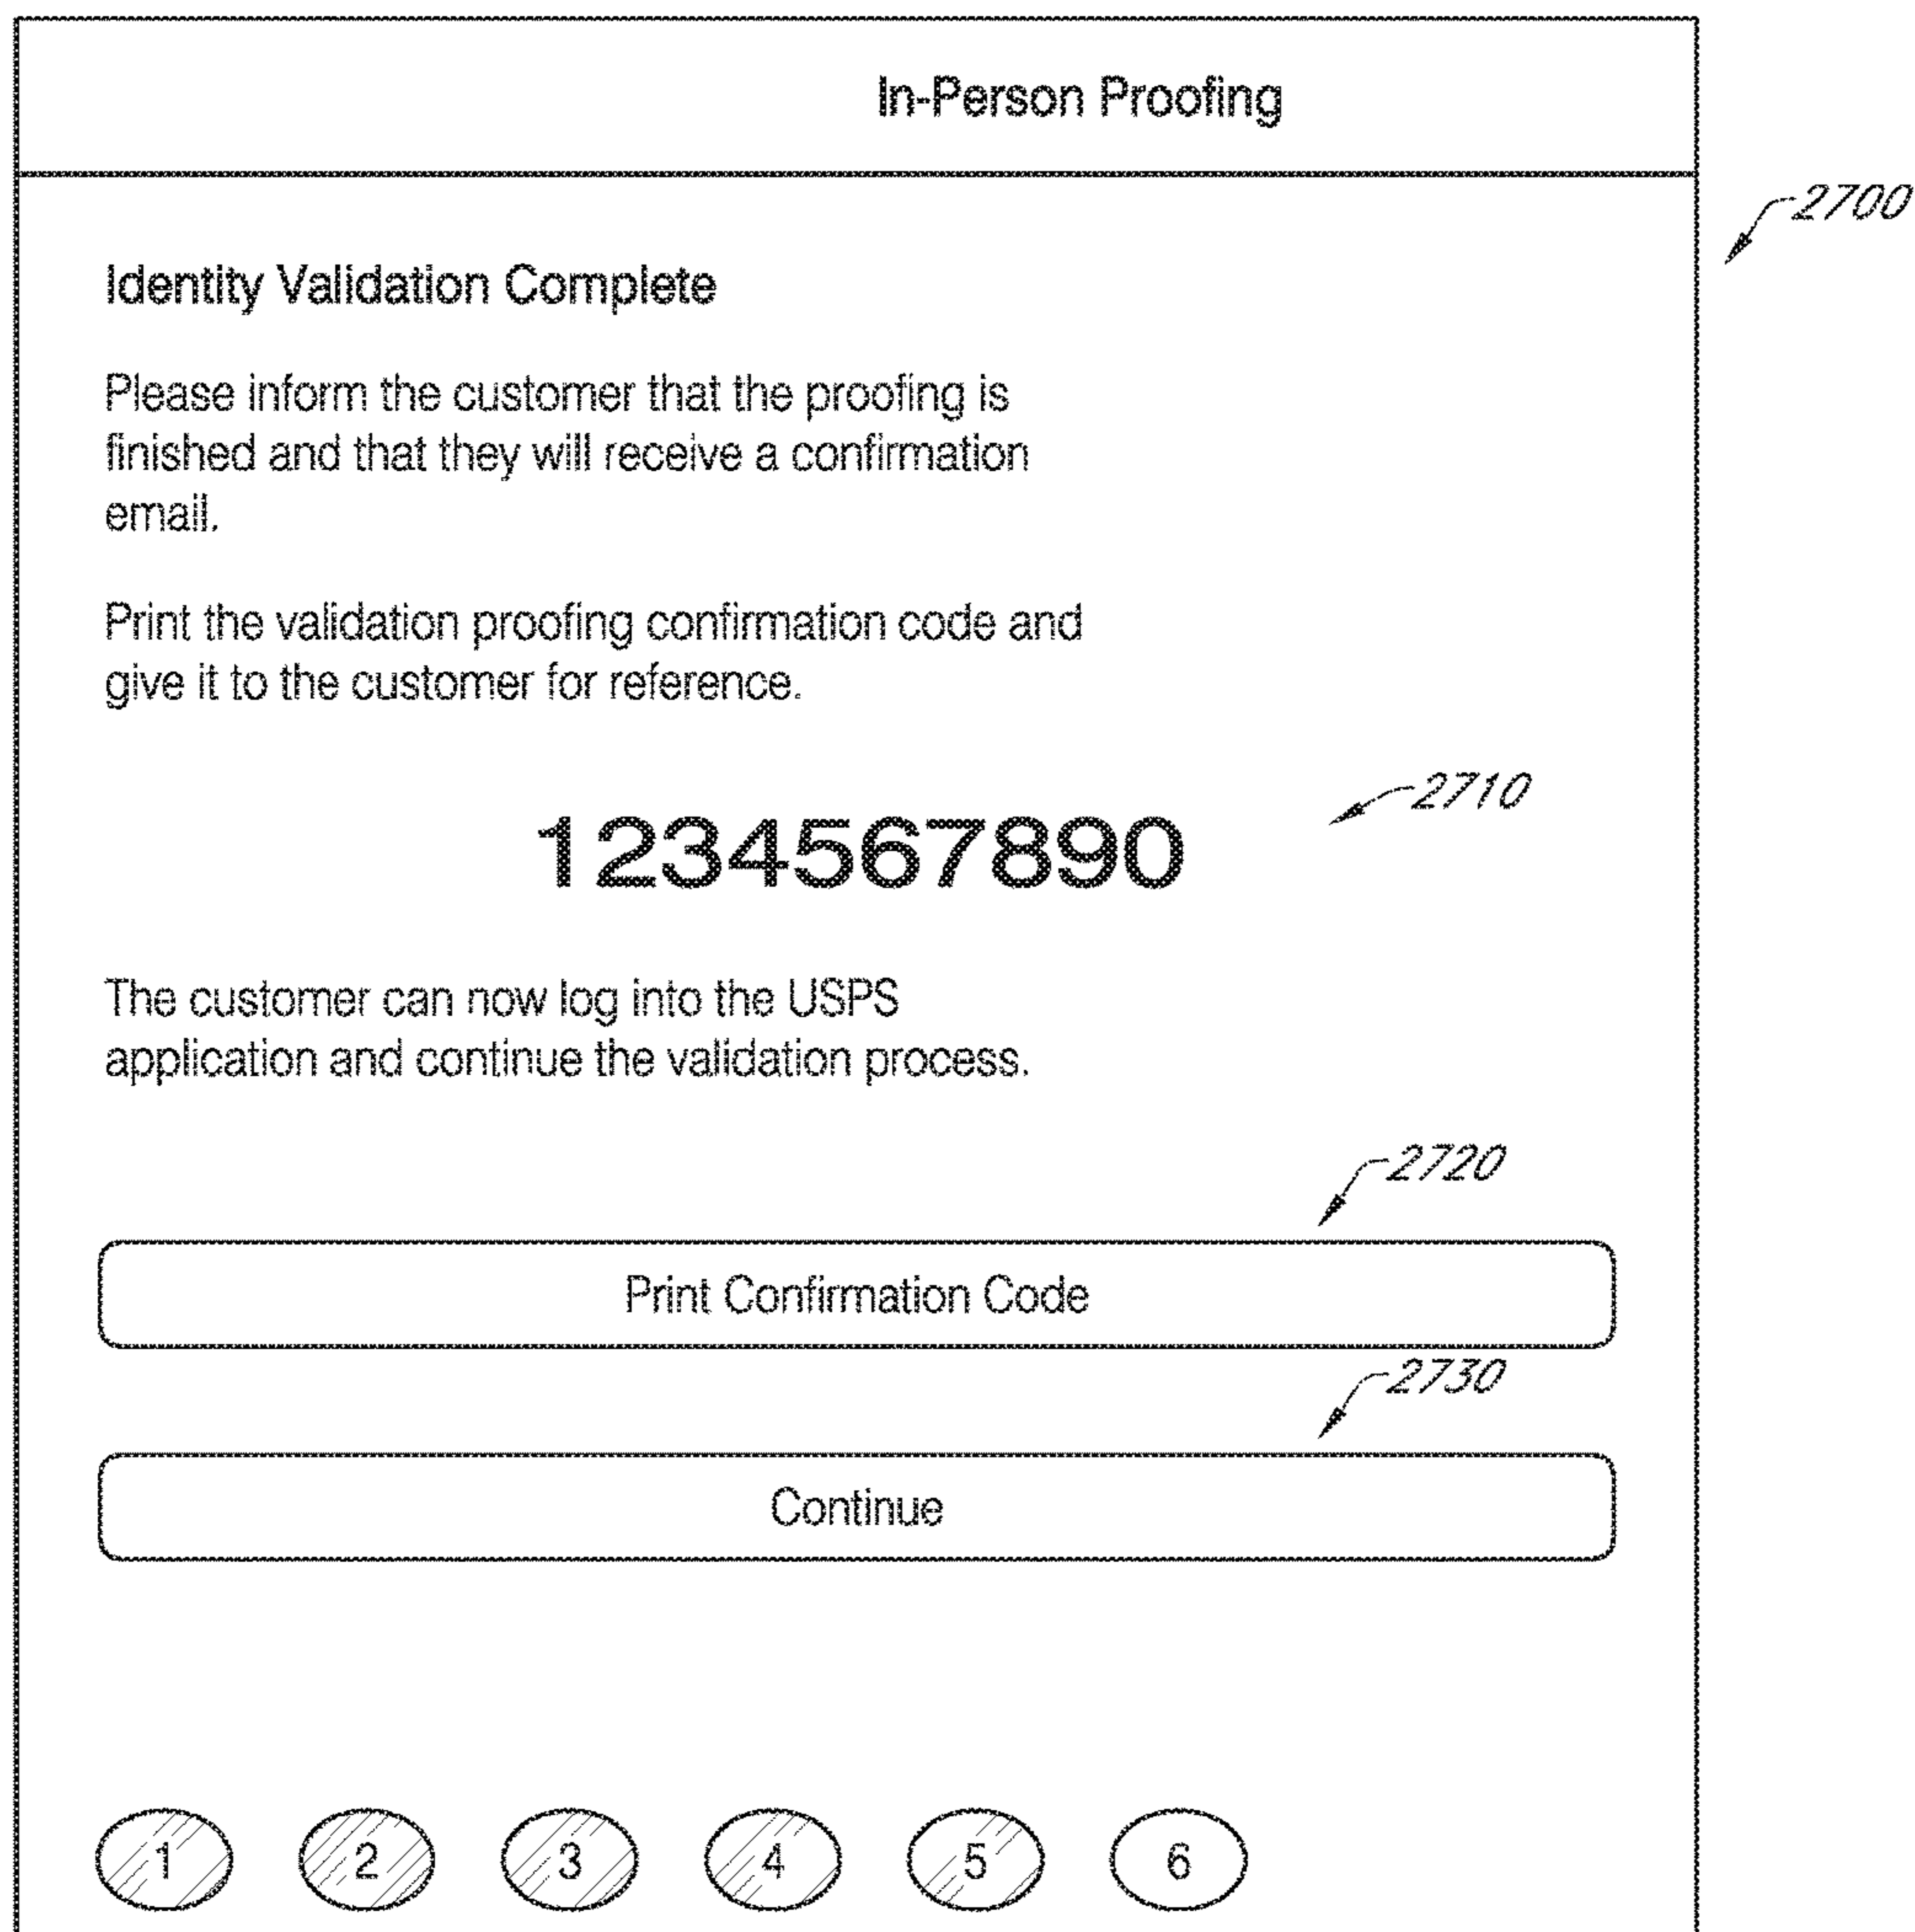 In-Person Proofing
2700
Identity Validation Complete
Please inform the customer that the proofing is
finished and that they will receive a confirmation
email.
Print the validation proofing confirmation code and
give it to the customer for reference.
2710
1234567890
The customer can now log into the USPS
application and continue the validation process.
2720
Print Confirmation Code
2730
Continue
1 2 3 4 5 6